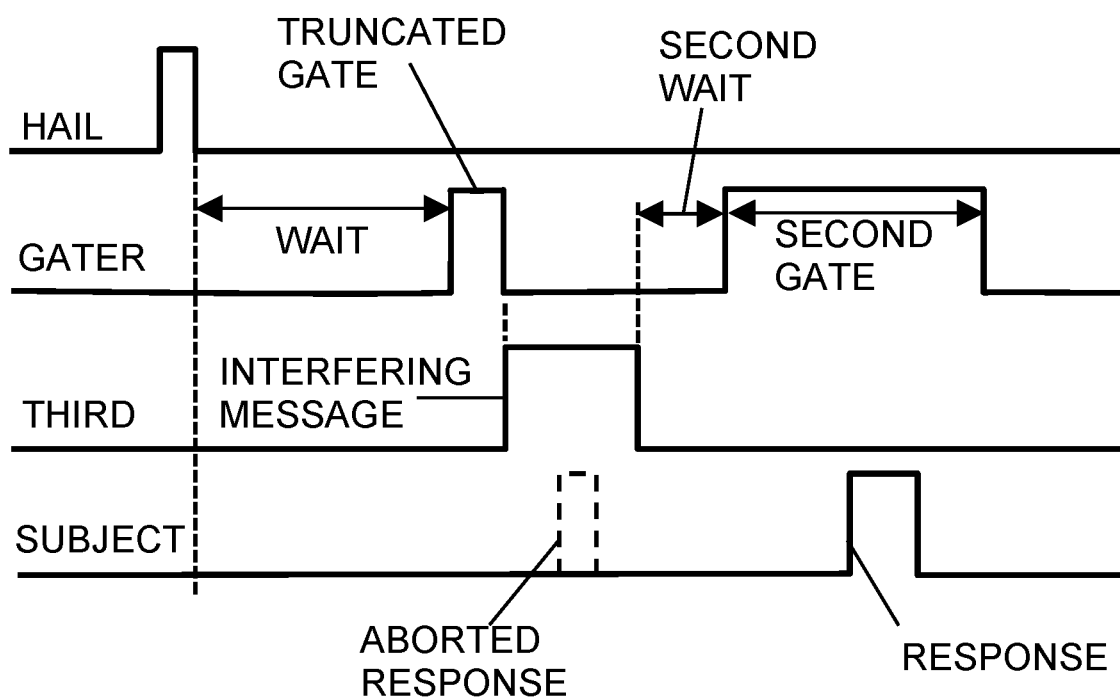 TRUNCATED
GATE
SECOND
WAIT
HAIL
WAIT
SECOND
GATE
GATER
INTERFERING
MESSAGE
THIRD
SUBJECT
ABORTED
RESPONSE
RESPONSE